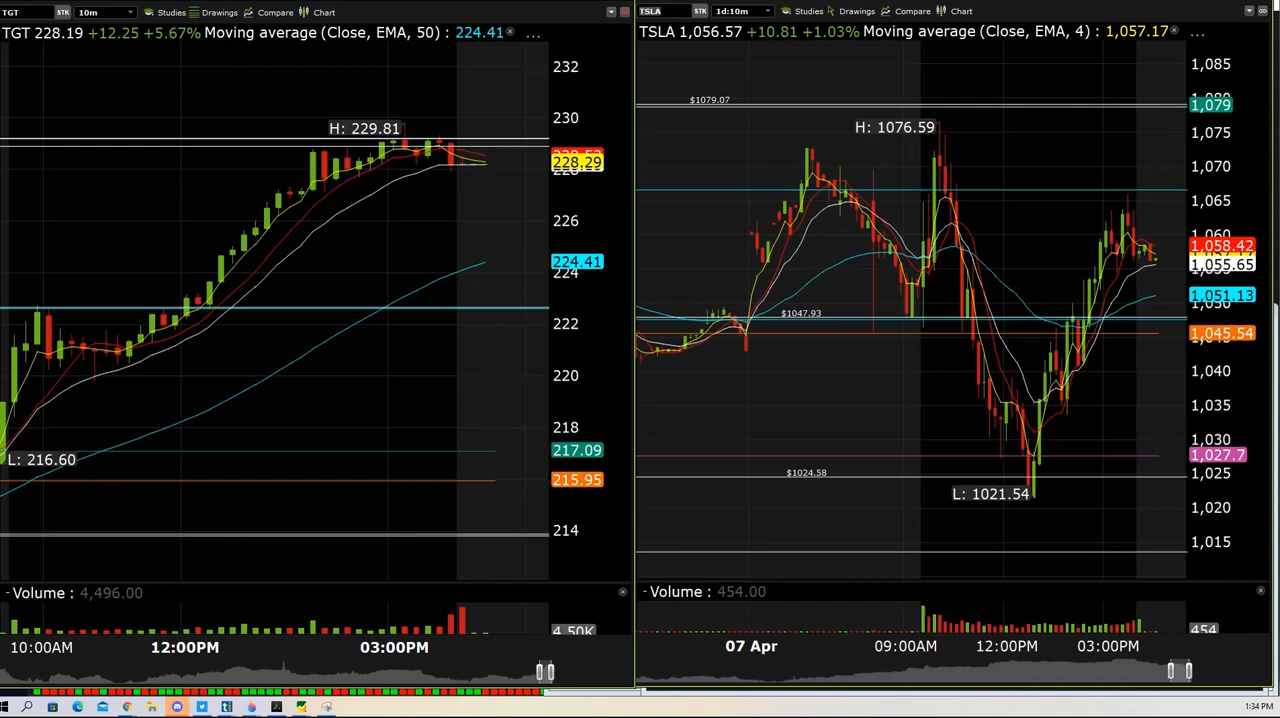 TGT STK 10m Studies Drawings Compare Chart
TGT 228.19 +12.25 +5.67% Moving average (Close, EMA, 50) : 224.41 ...
232
230
H: 229.81
228.29
226
224.41
224
222
220
218
217.09
L: 216.60
215.95
214
Volume : 4,496.00
4.50K
10:00AM 12:00PM 03:00PM
TSLA STK 1d:10m Studies Drawings Compare Chart
TSLA 1,056.57 +10.81 +1.03% Moving average (Close, EMA, 4) : 1,057.17 ...
1,085
$1079.07
1,079
H: 1076.59
1,075
1,070
1,065
1,060
1,058.42
1,055.65
1,051.13
1,050
$1047.93
1,045.54
1,040
1,035
1,030
1,027.7
1,025
$1024.58
L: 1021.54
1,020
1,015
Volume : 454.00
454
07 Apr 09:00AM 12:00PM 03:00PM
1:34 PM